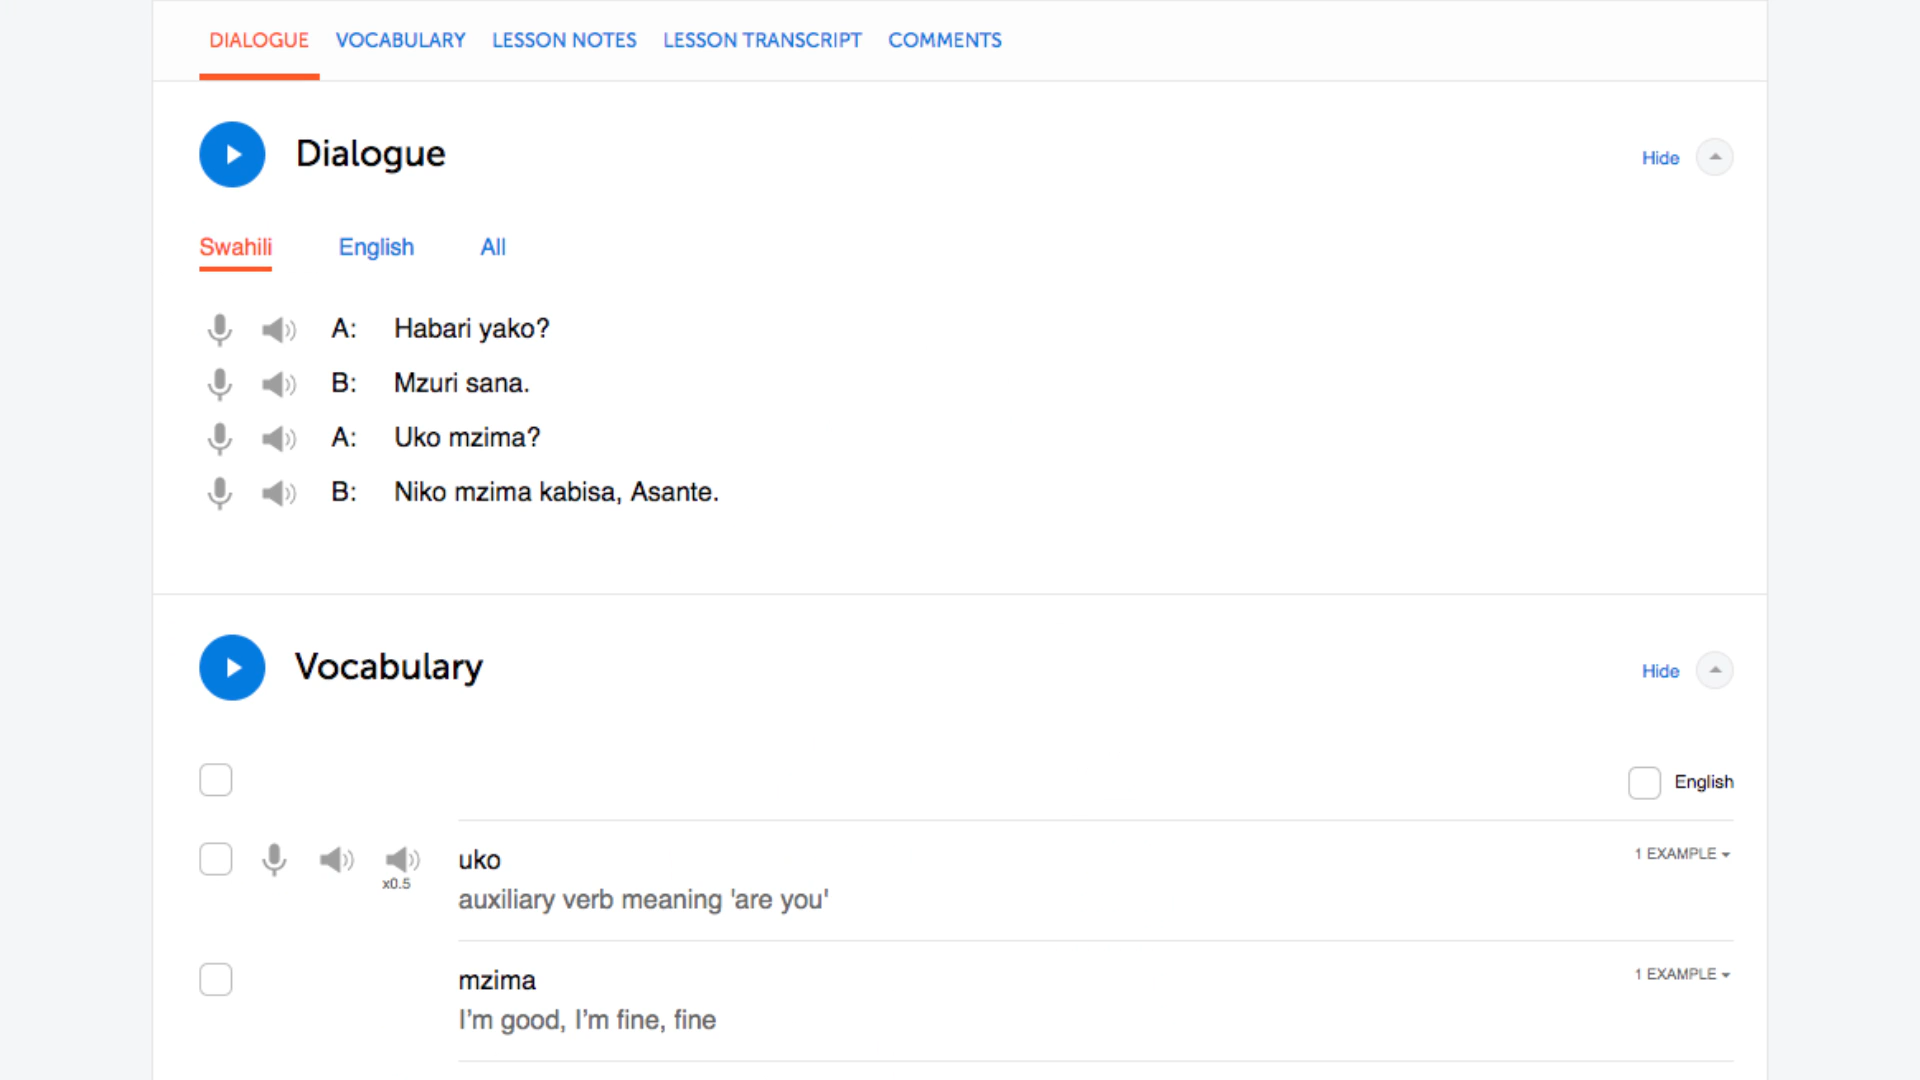 DIALOGUE VOCABULARY LESSON NOTES LESSON TRANSCRIPT COMMENTS
Dialogue
Hide
Swahili English All
A: Habari yako?
B: Mzuri sana.
A: Uko mzima?
B: Niko mzima kabisa, Asante.
Vocabulary
Hide
English
x0.5
uko
1 EXAMPLE
auxiliary verb meaning 'are you'
mzima
1 EXAMPLE
I’m good, I’m fine, fine